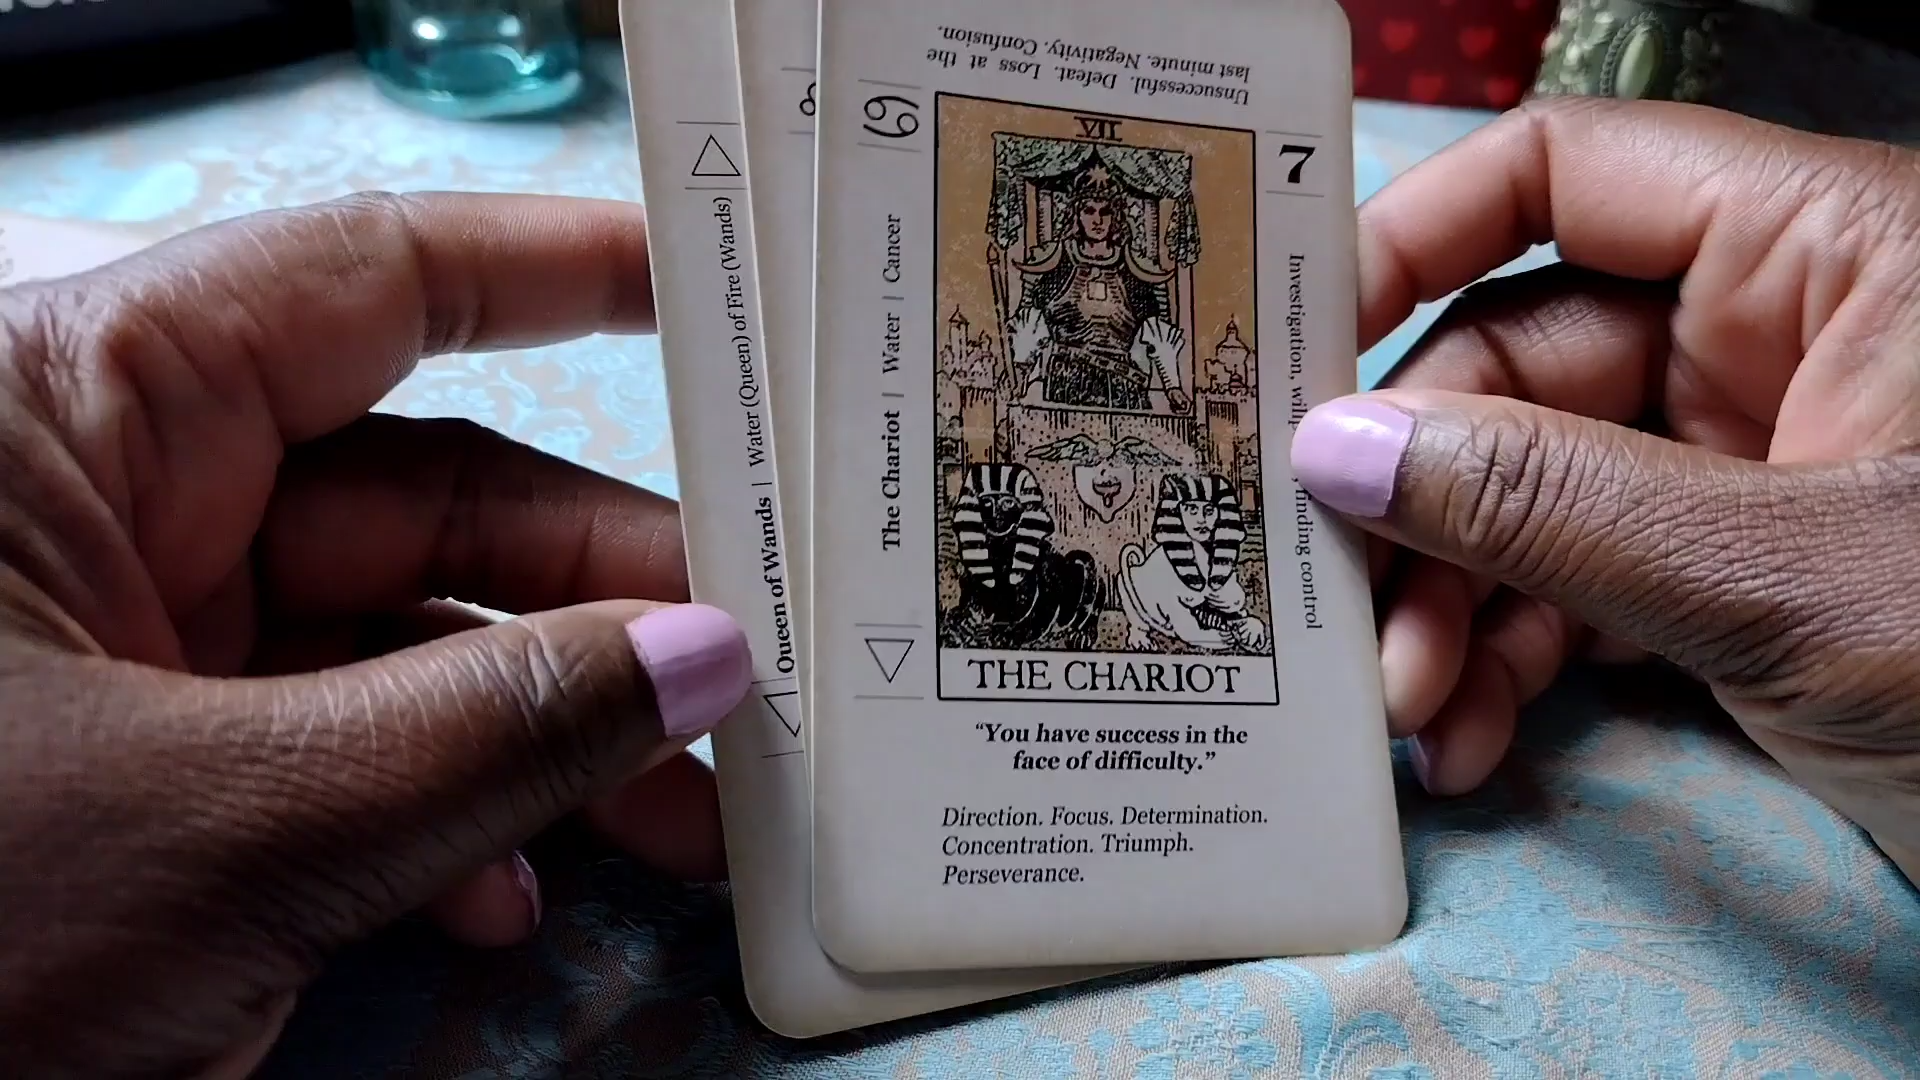 Unsuccessful. Defeat. Loss at the
last minute. Negativity. Confusion.
7
VII
The Chariot | Water | Cancer
Investigation, finding control
THE CHARIOT
“You have success in the
face of difficulty.”
Direction. Focus. Determination.
Concentration. Triumph.
Perseverance.
Queen of Wands | Water (Queen) of Fire (Wands)